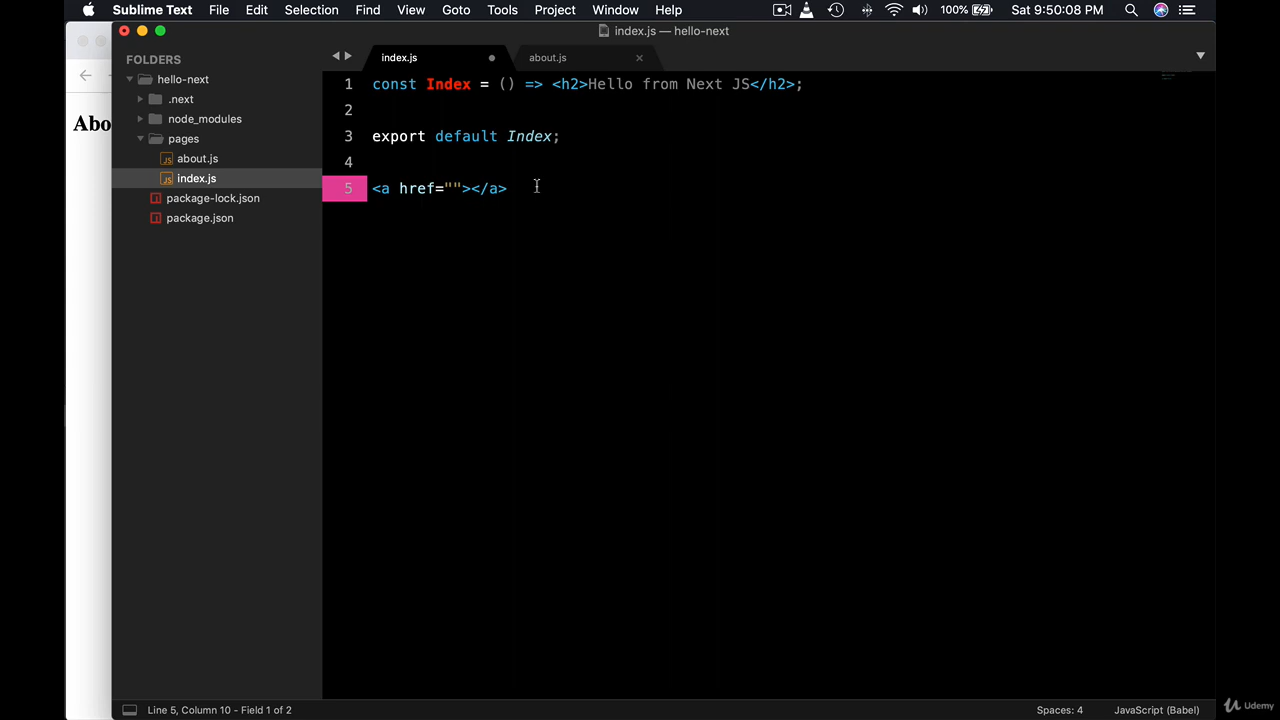 Sublime Text File Edit Selection Find View Goto Tools Project Window Help 100% Sat 9:50:08 PM
index.js — hello-next
FOLDERS
hello-next
.next
node_modules
pages
about.js
index.js
package-lock.json
package.json
Abo
index.js about.js
1 const Index = () => <h2>Hello from Next JS</h2>;
2
3 export default Index;
4
5 <a href=""></a>
Line 5, Column 10 - Field 1 of 2 Spaces: 4 JavaScript (Babel)
Udemy